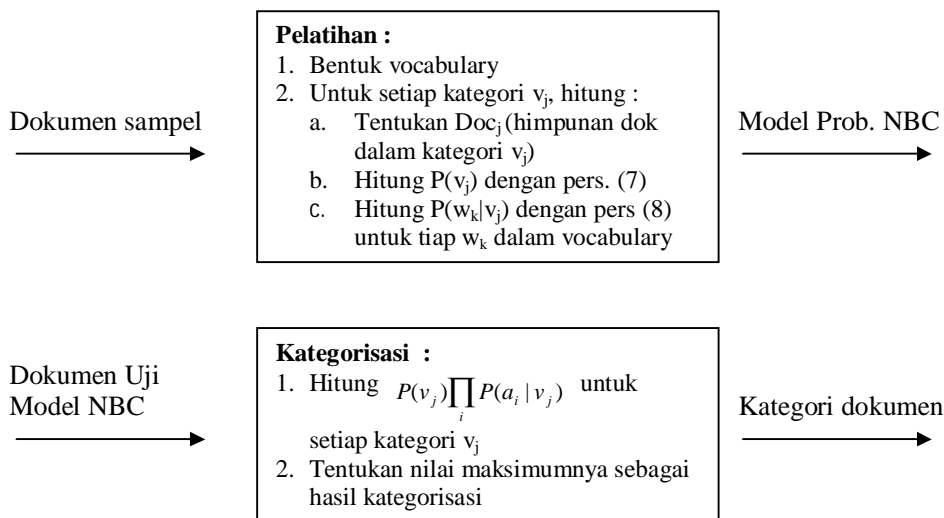 Dokumen sampel
Pelatihan :
1. Bentuk vocabulary
2. Untuk setiap kategori vⱼ, hitung :
a. Tentukan Docⱼ (himpunan dok
dalam kategori vⱼ)
b. Hitung P(vⱼ) dengan pers. (7)
c. Hitung P(wₖ|vⱼ) dengan pers (8)
untuk tiap wₖ dalam vocabulary
Model Prob. NBC
Dokumen Uji
Model NBC
Kategorisasi :
1. Hitung P(vⱼ)∏ᵢ P(aᵢ | vⱼ) untuk
setiap kategori vⱼ
2. Tentukan nilai maksimumnya sebagai
hasil kategorisasi
Kategori dokumen